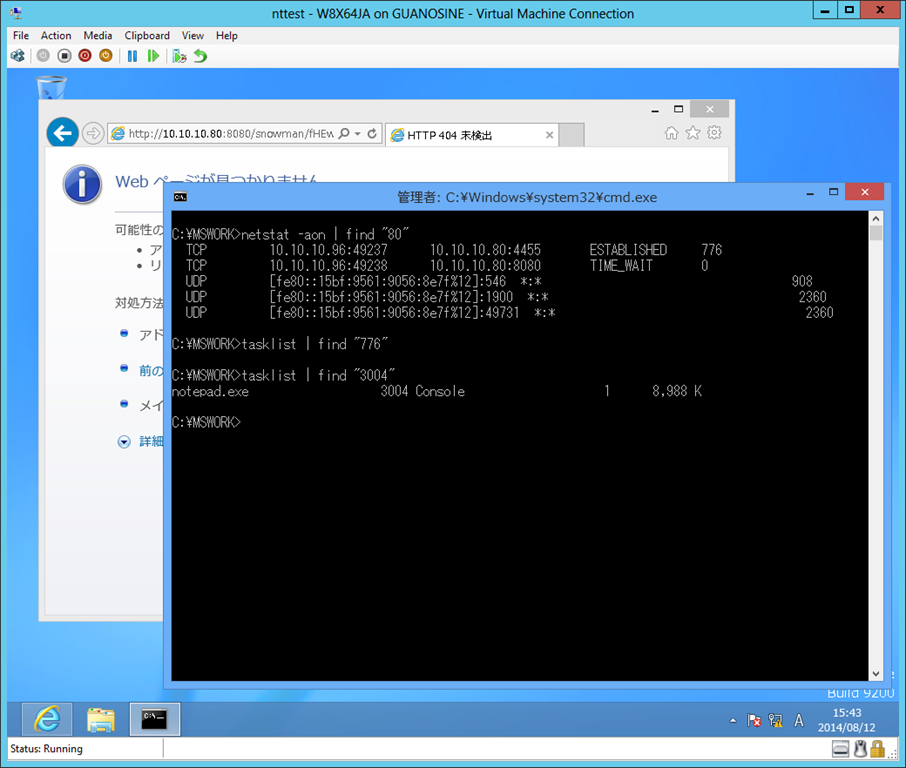 nttest - W8X64JA on GUANOSINE - Virtual Machine Connection
File Action Media Clipboard View Help
http://10.10.10.80:8080/snowman/fHEw
HTTP 404 未検出
Web ページが見つかりません
管理者: C:¥Windows¥system32¥cmd.exe
可能性の
• ア
• リ
対処方法
アド
前の
メイ
詳細
C:¥MSWORK>netstat -aon | find "80"
TCP 10.10.10.96:49237 10.10.10.80:4455 ESTABLISHED 776
TCP 10.10.10.96:49238 10.10.10.80:8080 TIME_WAIT 0
UDP [fe80::15bf:9561:9056:8e7f%12]:546 *:* 908
UDP [fe80::15bf:9561:9056:8e7f%12]:1900 *:* 2360
UDP [fe80::15bf:9561:9056:8e7f%12]:49731 *:* 2360
C:¥MSWORK>tasklist | find "776"
C:¥MSWORK>tasklist | find "3004"
notepad.exe 3004 Console 1 8,988 K
C:¥MSWORK>
Build 9200
A
15:43
2014/08/12
Status: Running